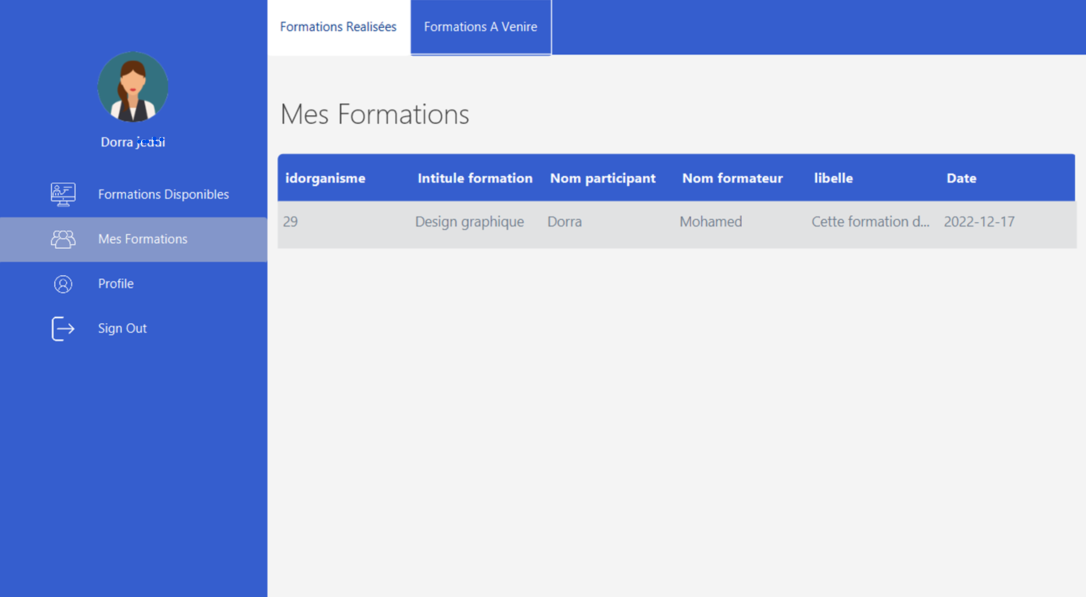 Formations Realisées
Formations A Venire
Dorra
Formations Disponibles
Mes Formations
Profile
Sign Out
Mes Formations
idorganisme Intitule formation Nom participant Nom formateur libelle Date
29 Design graphique Dorra Mohamed Cette formation d... 2022-12-17